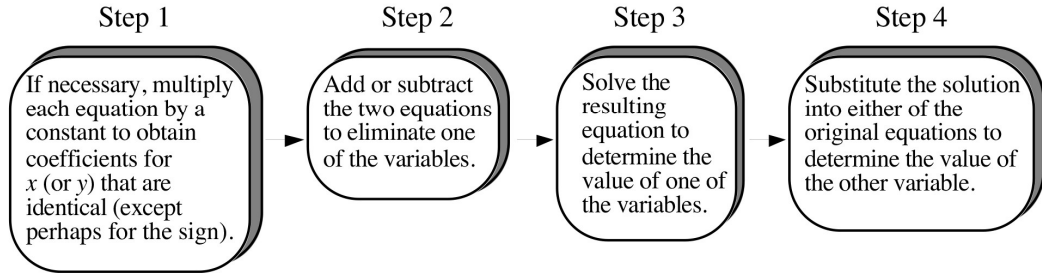 Step 1
If necessary, multiply
each equation by a
constant to obtain
coefficients for
x (or y) that are
identical (except
perhaps for the sign).
Step 2
Add or subtract
the two equations
to eliminate one
of the variables.
Step 3
Solve the
resulting
equation to
determine the
value of one of
the variables.
Step 4
Substitute the solution
into either of the
original equations to
determine the value of
the other variable.